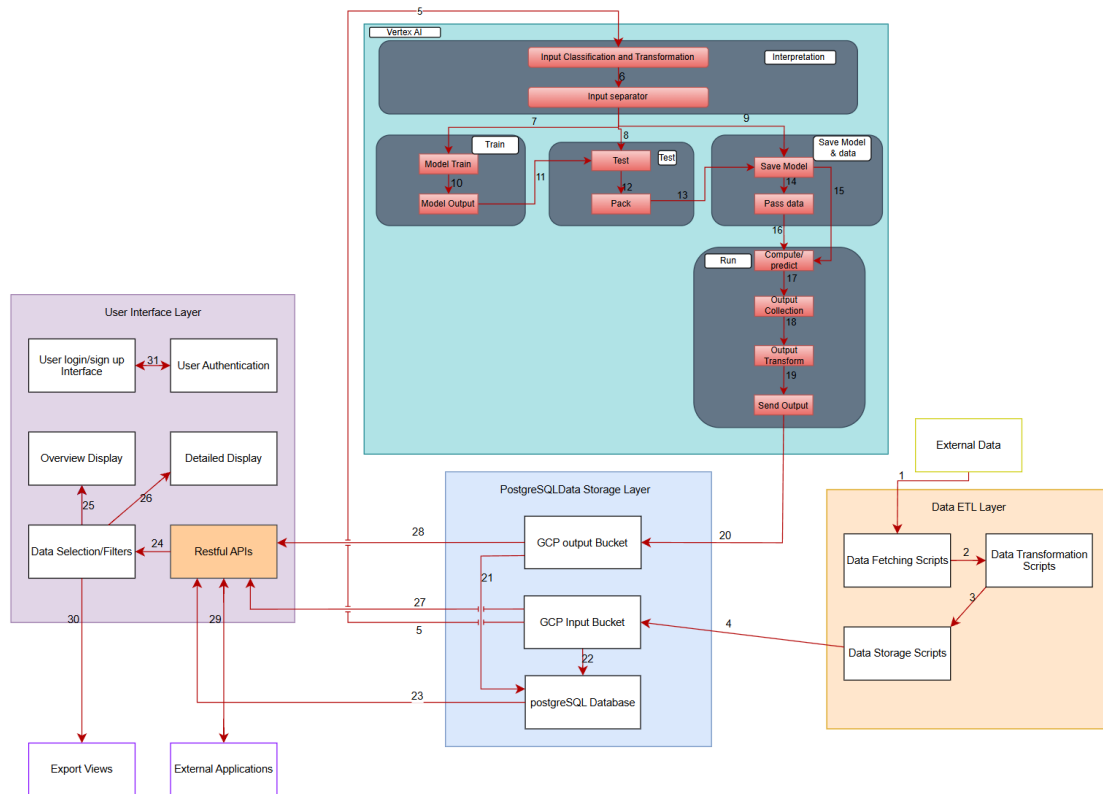 5
Vertex AI
Input Classification and Transformation
Interpretation
6
Input separator
7
8
9
Train
Test
Save Model
& data
Model Train
Test
Save Model
10
11
12
13
14
15
Model Output
Pack
Pass data
16
Run
Compute/
predict
17
Output
Collection
18
Output
Transform
19
Send Output
User Interface Layer
User login/sign up
Interface
31
User Authentication
Overview Display
Detailed Display
25
26
Data Selection/Filters
24
Restful APIs
30
29
Export Views
External Applications
PostgreSQLData Storage Layer
28
GCP output Bucket
20
21
27
GCP Input Bucket
5
4
22
23
postgreSQL Database
External Data
1
Data ETL Layer
Data Fetching Scripts
2
Data Transformation
Scripts
3
Data Storage Scripts